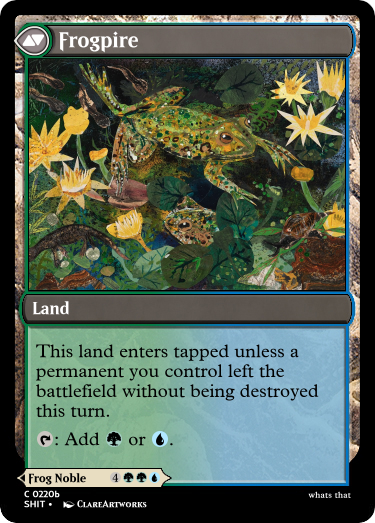 Frogpire
Land
This land enters tapped unless a
permanent you control left the
battlefield without being destroyed
this turn.
: Add or .
Frog Noble 4
C 0220b
SHIT • ClareArtworks
whats that